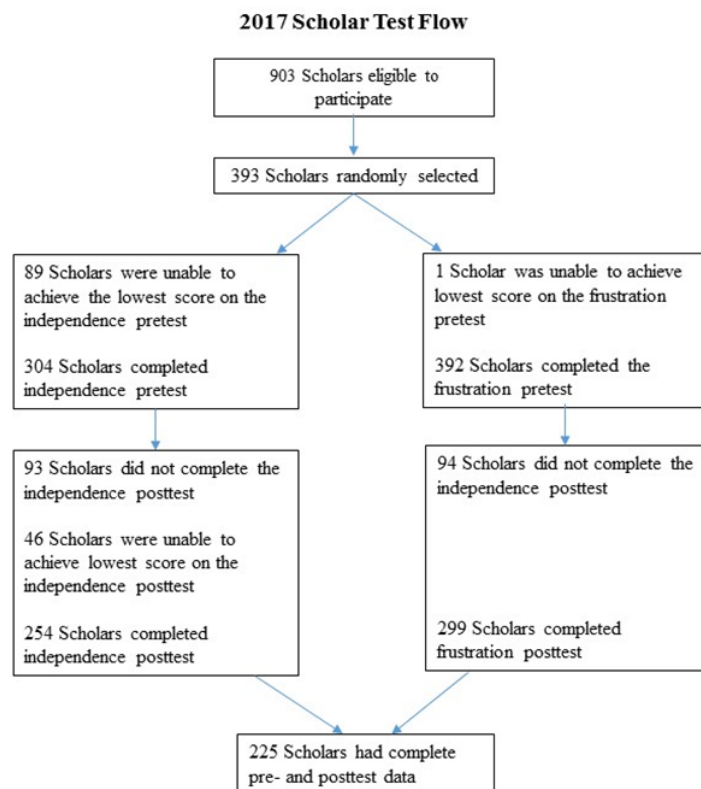 2017 Scholar Test Flow
903 Scholars eligible to
participate
393 Scholars randomly selected
89 Scholars were unable to
achieve the lowest score on the
independence pretest
304 Scholars completed
independence pretest
1 Scholar was unable to achieve
lowest score on the frustration
pretest
392 Scholars completed the
frustration pretest
93 Scholars did not complete the
independence posttest
46 Scholars were unable to
achieve lowest score on the
independence posttest
254 Scholars completed
independence posttest
94 Scholars did not complete the
independence posttest
299 Scholars completed
frustration posttest
225 Scholars had complete
pre- and posttest data